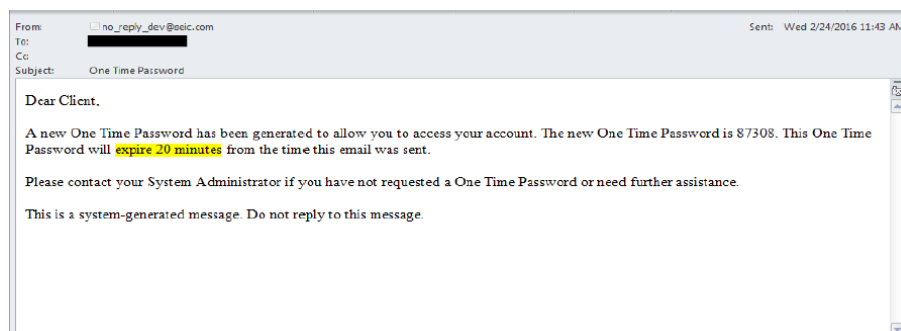 From: no_reply_dev@eeic.com Sent: Wed 2/24/2016 11:43 AM
To:
Cc:
Subject: One Time Password
Dear Client,
A new One Time Password has been generated to allow you to access your account. The new One Time Password is 87308. This One Time
Password will expire 20 minutes from the time this email was sent.
Please contact your System Administrator if you have not requested a One Time Password or need further assistance.
This is a system-generated message. Do not reply to this message.